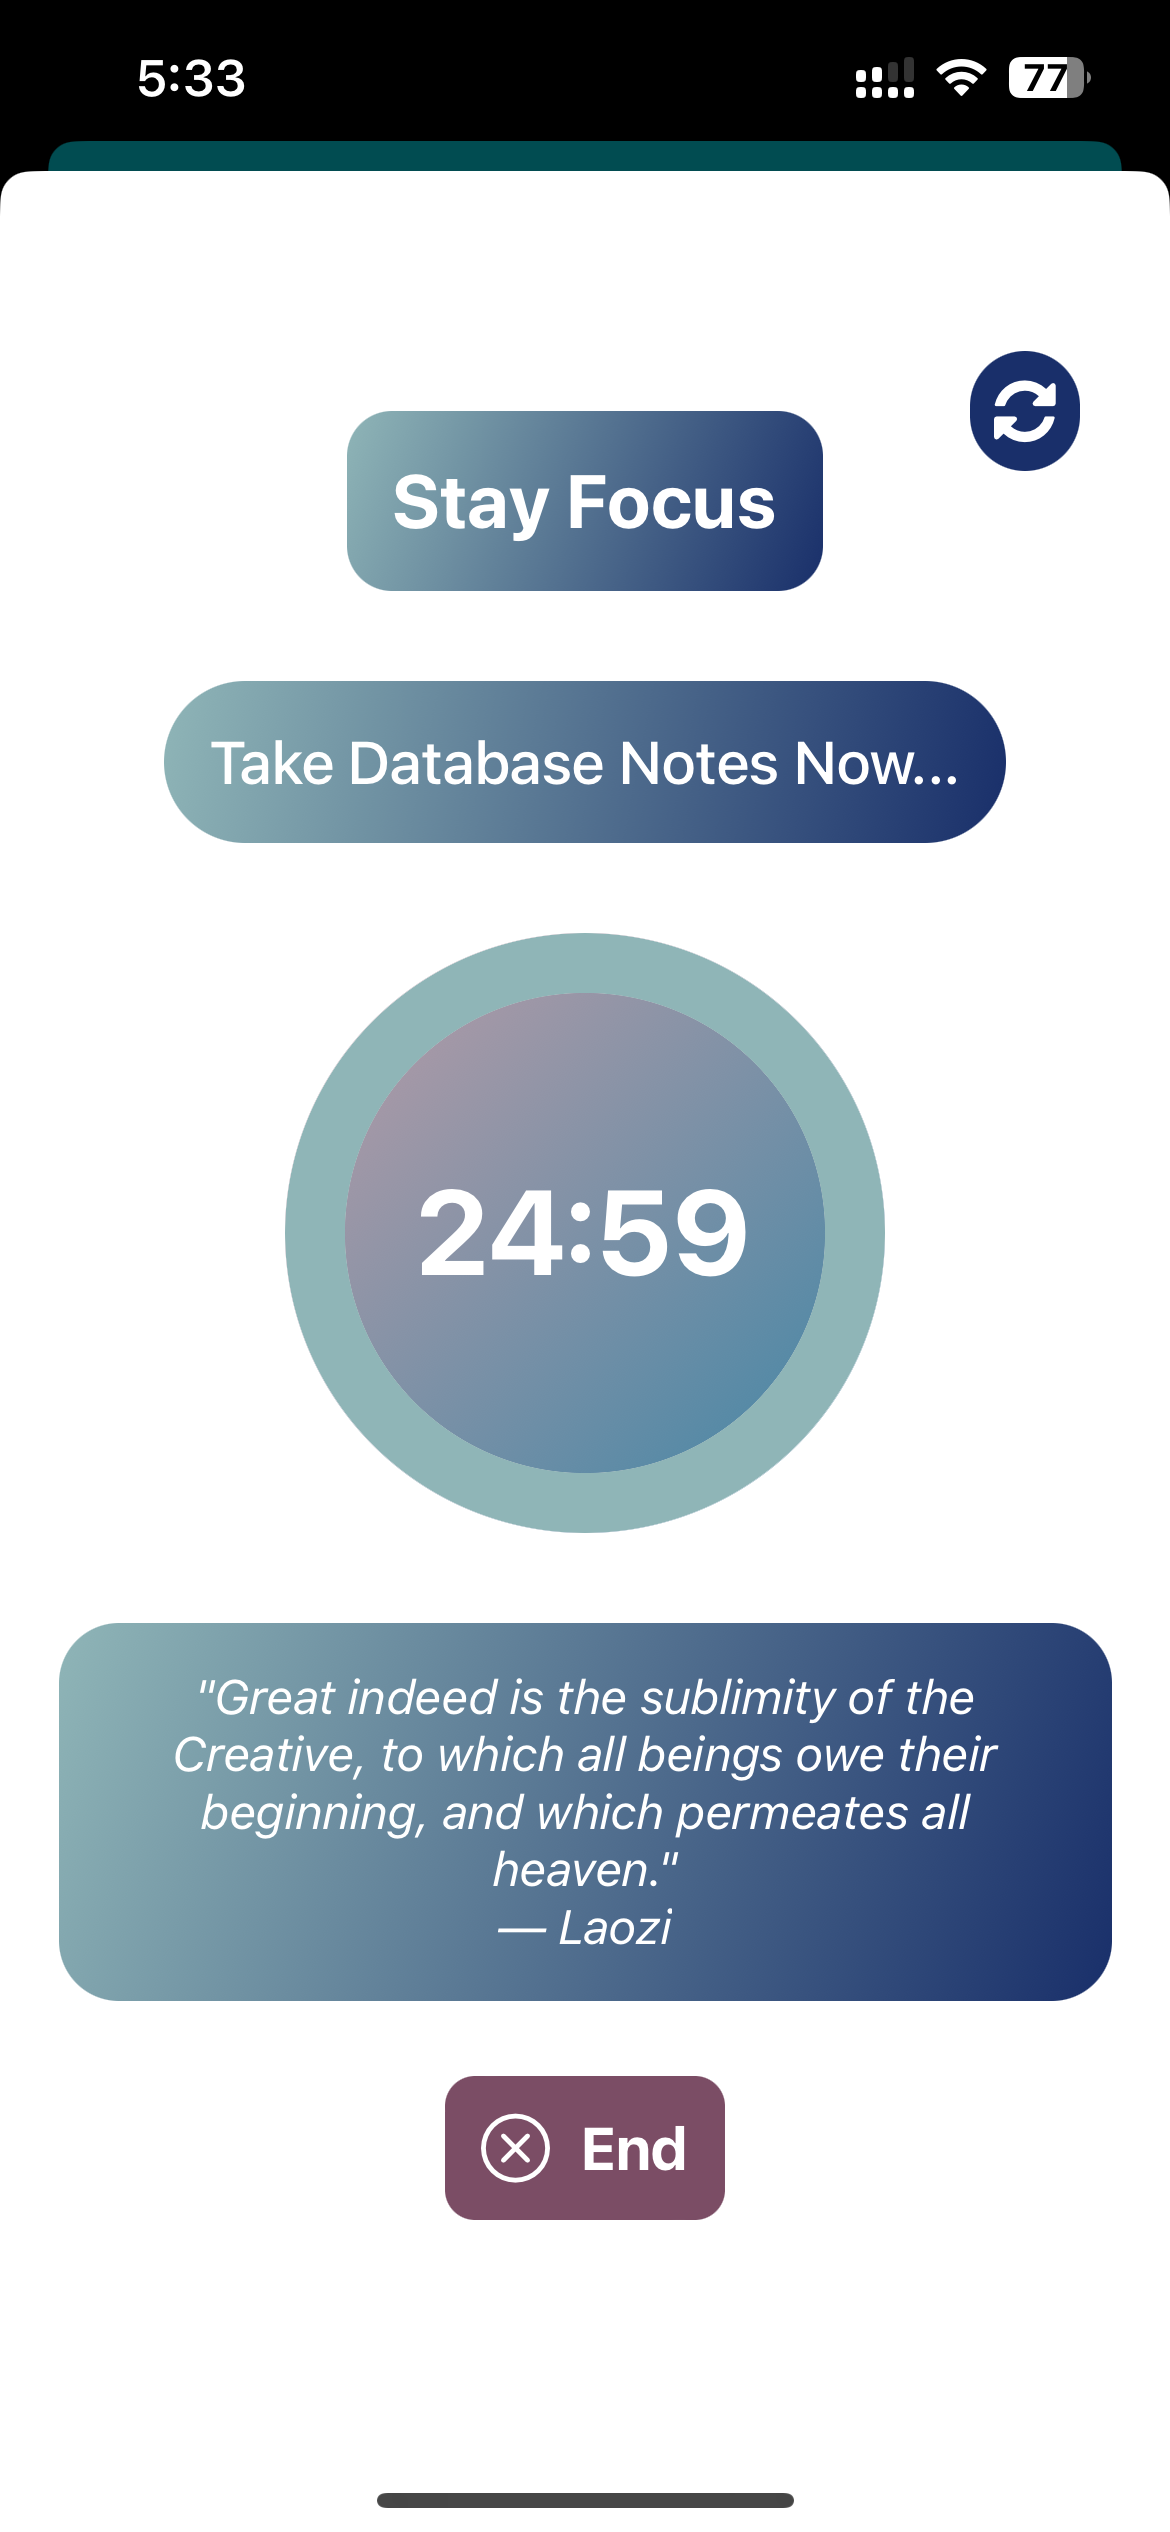 5:33
77
Stay Focus
Take Database Notes Now...
24:59
"Great indeed is the sublimity of the
Creative, to which all beings owe their
beginning, and which permeates all
heaven."
— Laozi
End